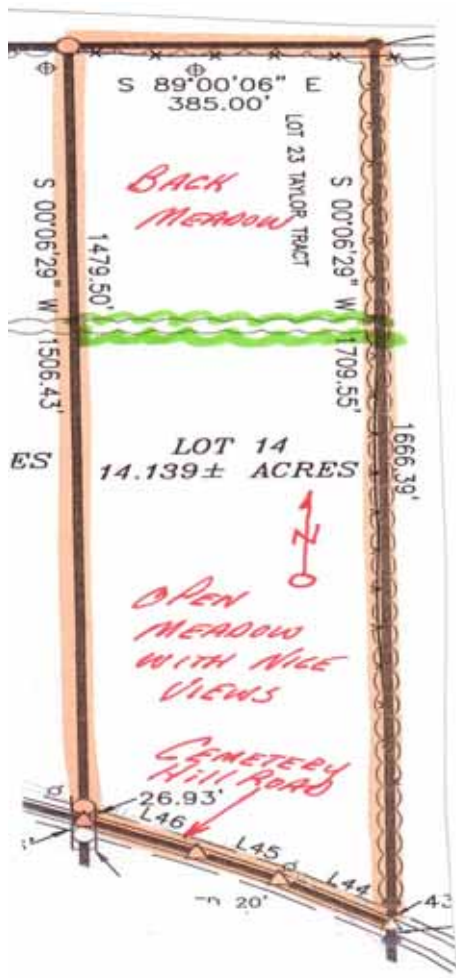 S 89°00'06" E
385.00'
BACK
MEADOW
LOT 23 TAYLOR TRACT
S 00°06'29" W 1506.43'
1479.50'
S 00°06'29" W 1709.55'
1666.39'
ES
LOT 14
14.139± ACRES
N
OPEN
MEADOW
WITH NICE
VIEWS
CEMETERY
Hill ROAD
26.93'
L46
L45
L44
43
20'